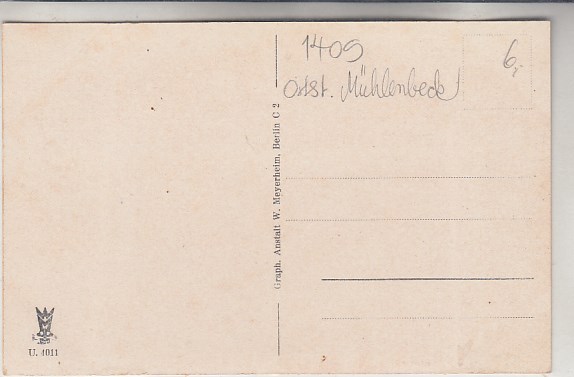 1409
Ortst. Mühlenbeck
6,-
Graph. Anstalt W. Meyerheim, Berlin C 2
U. 4011